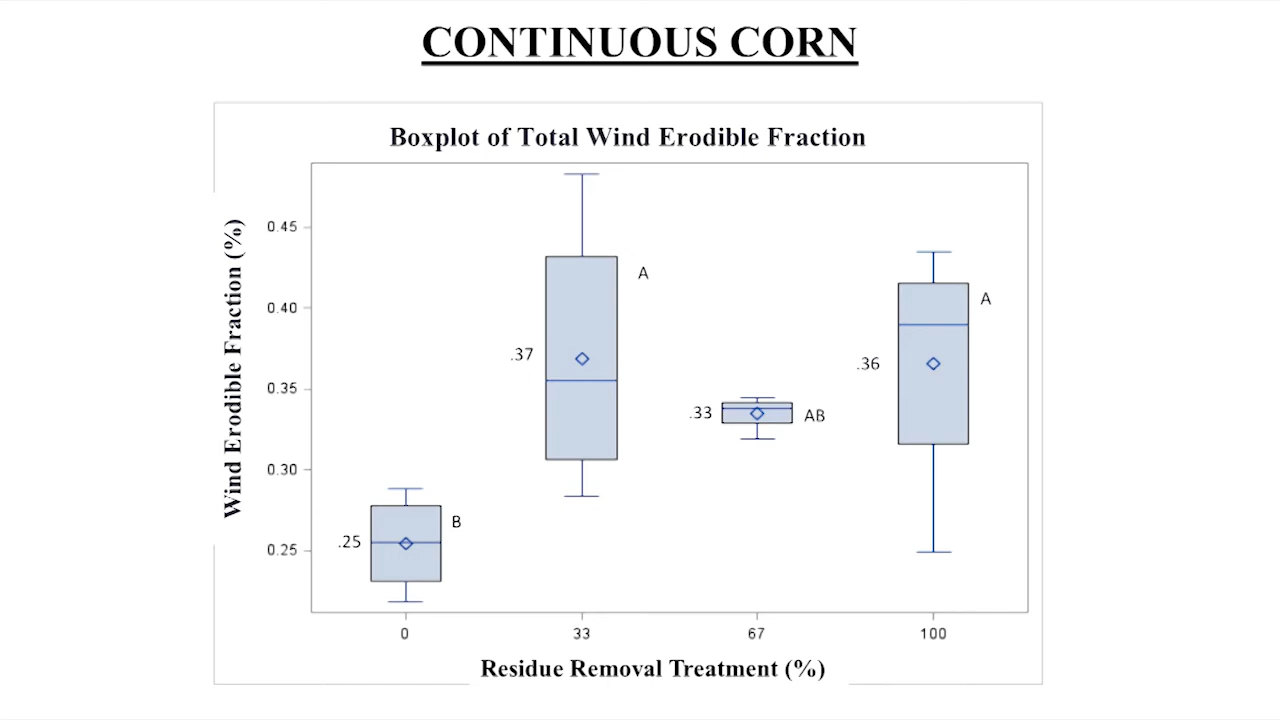 CONTINUOUS CORN
Boxplot of Total Wind Erodible Fraction
Wind Erodible Fraction (%)
0.45
0.40
0.35
0.30
0.25
.25
B
.37
A
.33
AB
.36
A
0
33
67
100
Residue Removal Treatment (%)